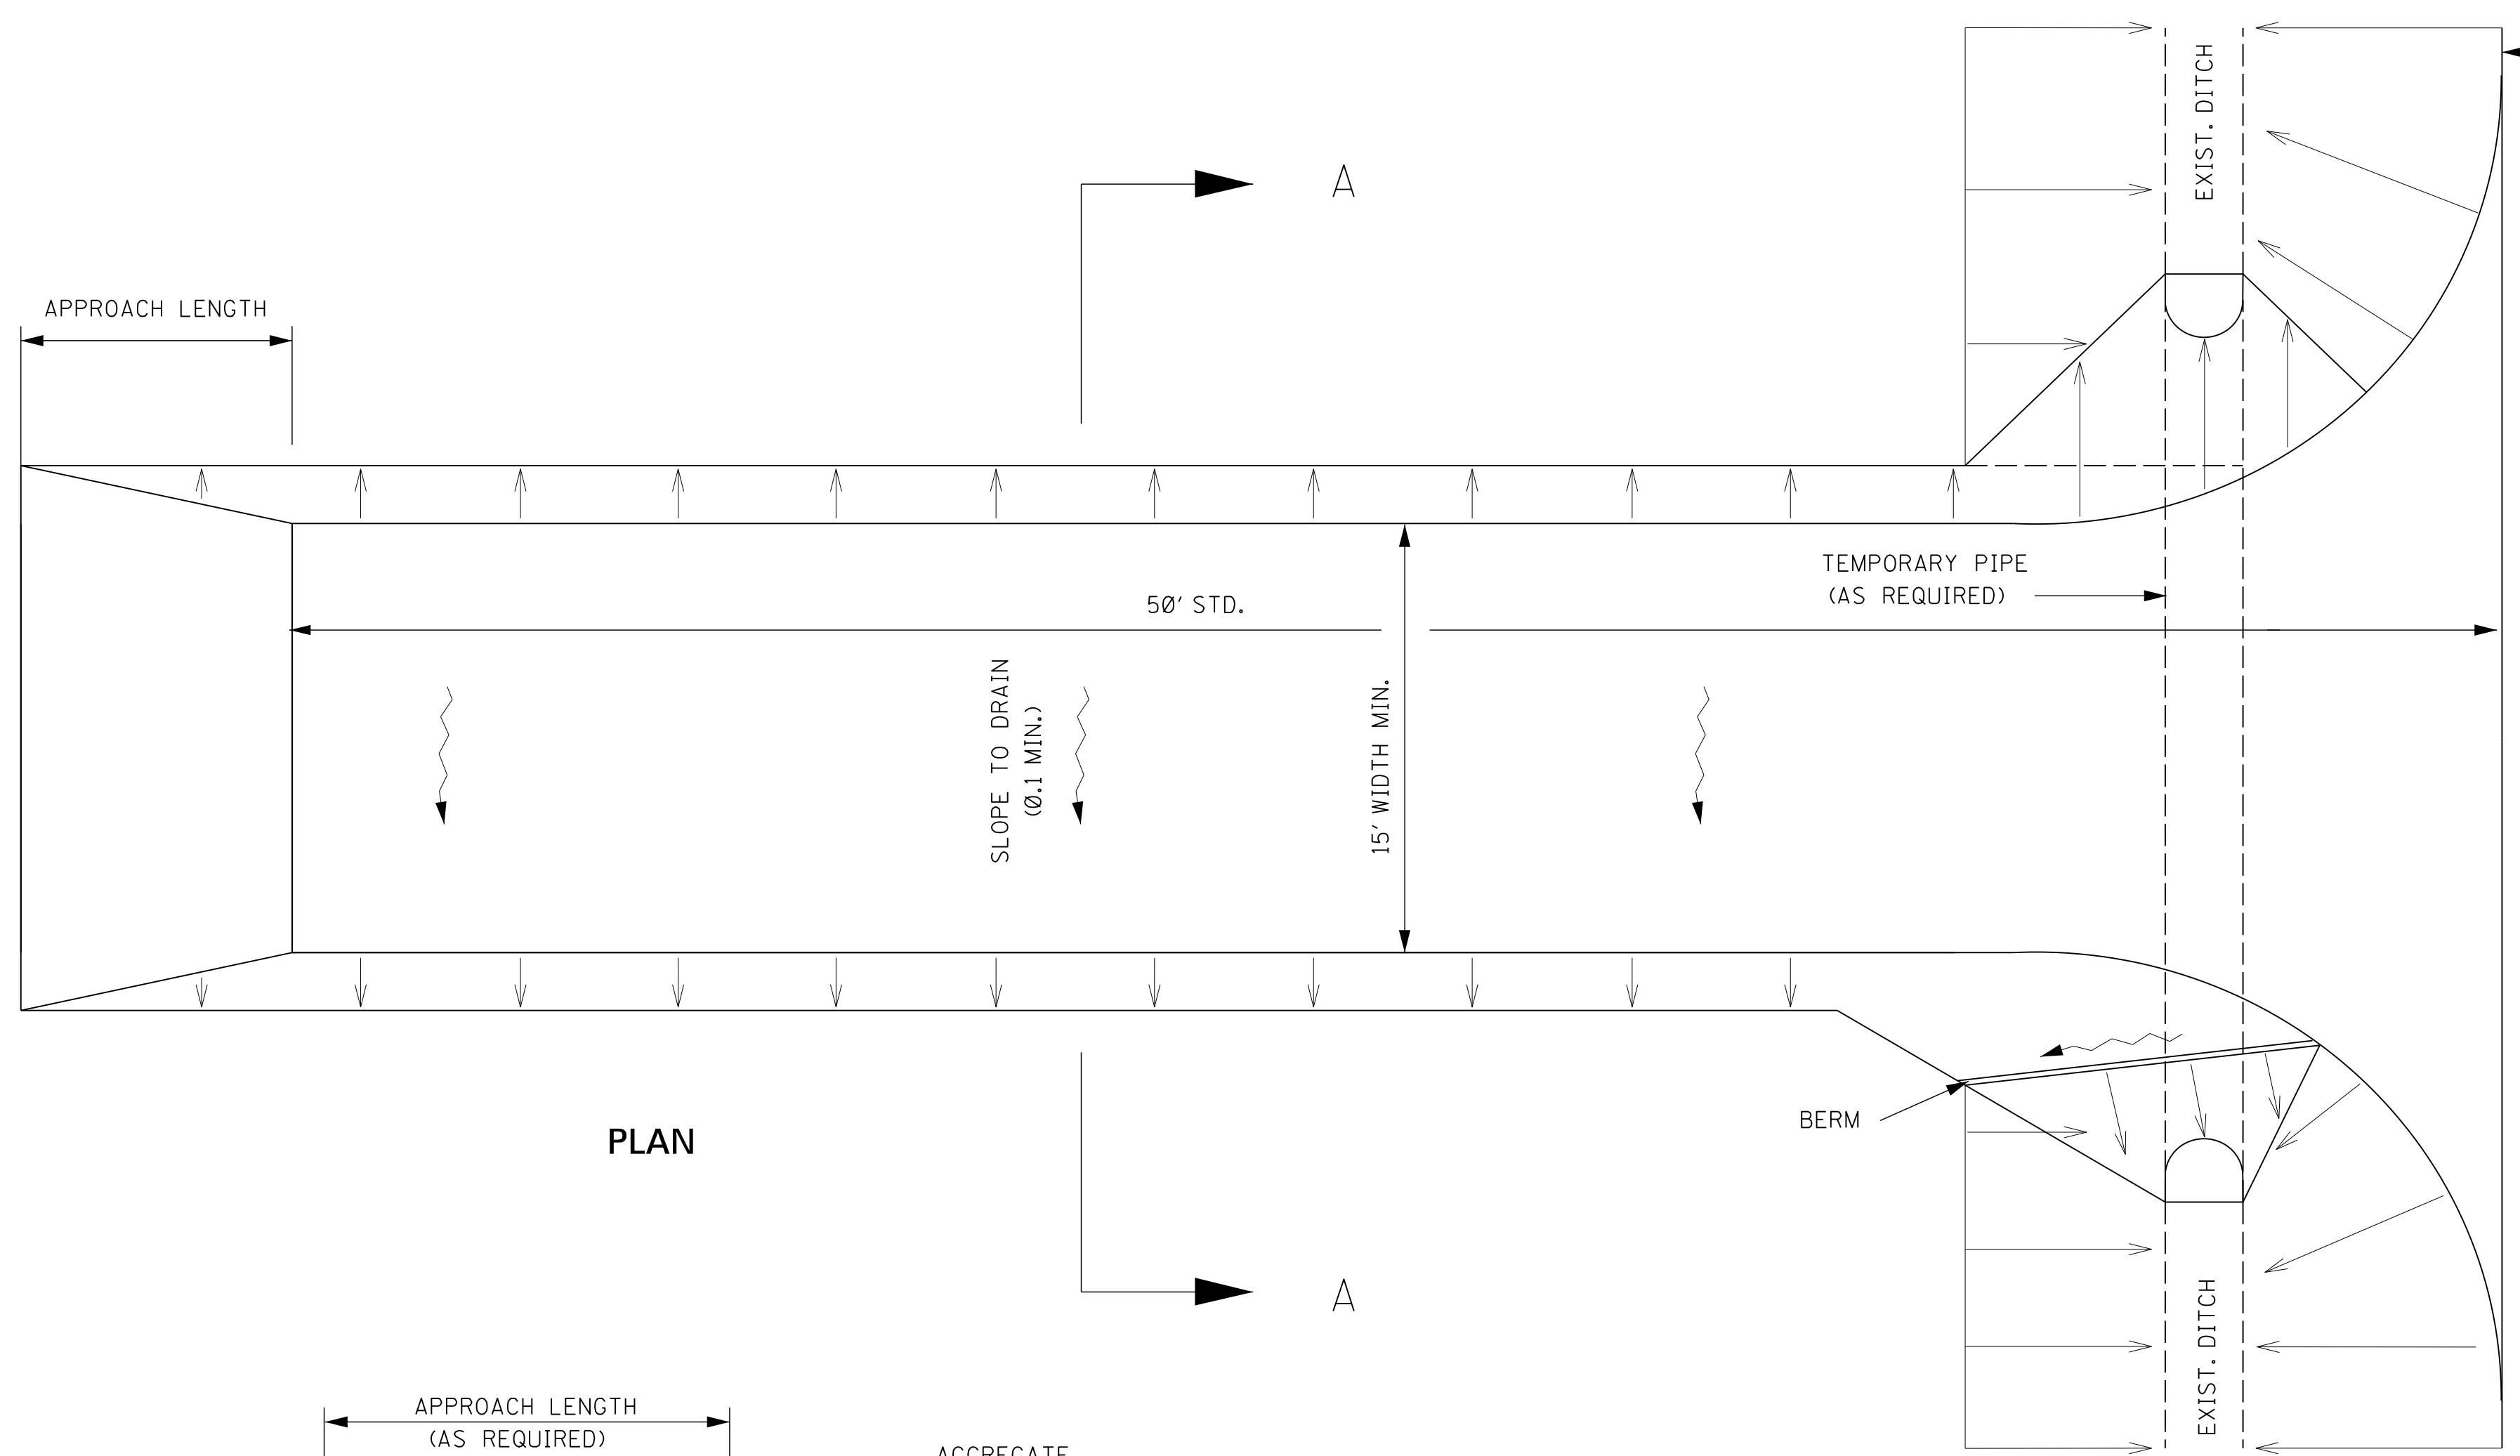 EXIST. DITCH
A
APPROACH LENGTH
TEMPORARY PIPE
(AS REQUIRED)
50' STD.
SLOPE TO DRAIN
(0.1 MIN.)
15' WIDTH MIN.
BERM
PLAN
A
EXIST. DITCH
APPROACH LENGTH
(AS REQUIRED)
AGGREGATE